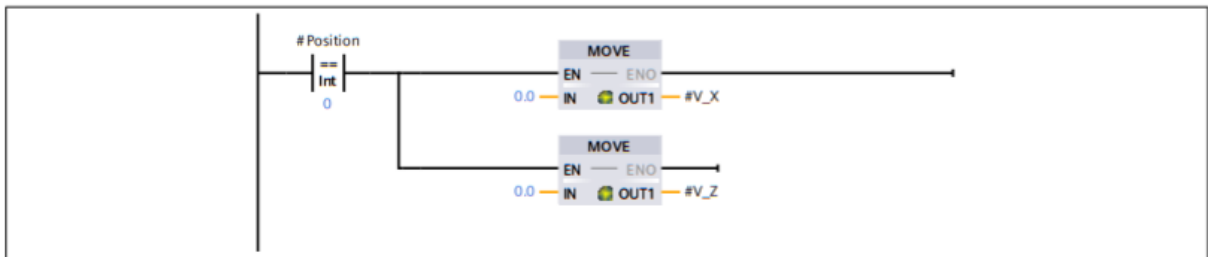 #Position
==
Int
0
MOVE
EN ENO
0.0 IN OUT1 #V_X
MOVE
EN ENO
0.0 IN OUT1 #V_Z